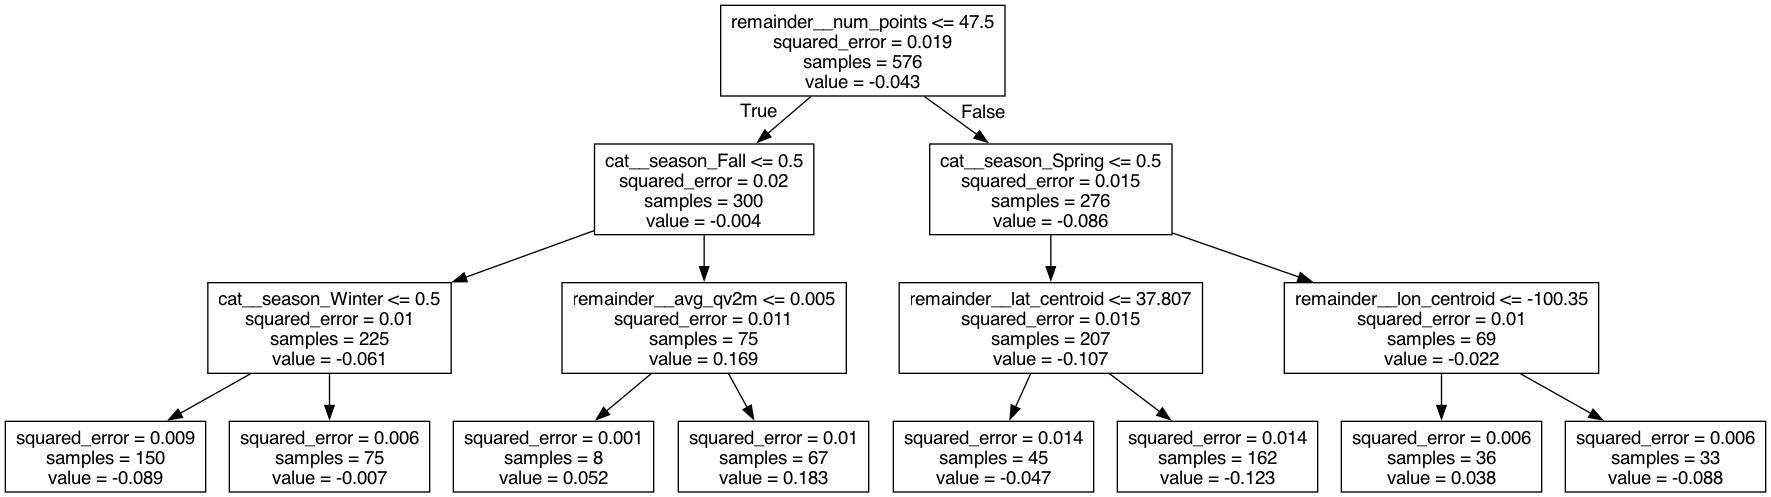 remainder__num_points <= 47.5
squared_error = 0.019
samples = 576
value = -0.043
True
False
cat__season_Fall <= 0.5
squared_error = 0.02
samples = 300
value = -0.004
cat__season_Spring <= 0.5
squared_error = 0.015
samples = 276
value = -0.086
cat__season_Winter <= 0.5
squared_error = 0.01
samples = 225
value = -0.061
remainder__avg_qv2m <= 0.005
squared_error = 0.011
samples = 75
value = 0.169
remainder__lat_centroid <= 37.807
squared_error = 0.015
samples = 207
value = -0.107
remainder__lon_centroid <= -100.35
squared_error = 0.01
samples = 69
value = -0.022
squared_error = 0.009
samples = 150
value = -0.089
squared_error = 0.006
samples = 75
value = -0.007
squared_error = 0.001
samples = 8
value = 0.052
squared_error = 0.01
samples = 67
value = 0.183
squared_error = 0.014
samples = 45
value = -0.047
squared_error = 0.014
samples = 162
value = -0.123
squared_error = 0.006
samples = 36
value = 0.038
squared_error = 0.006
samples = 33
value = -0.088